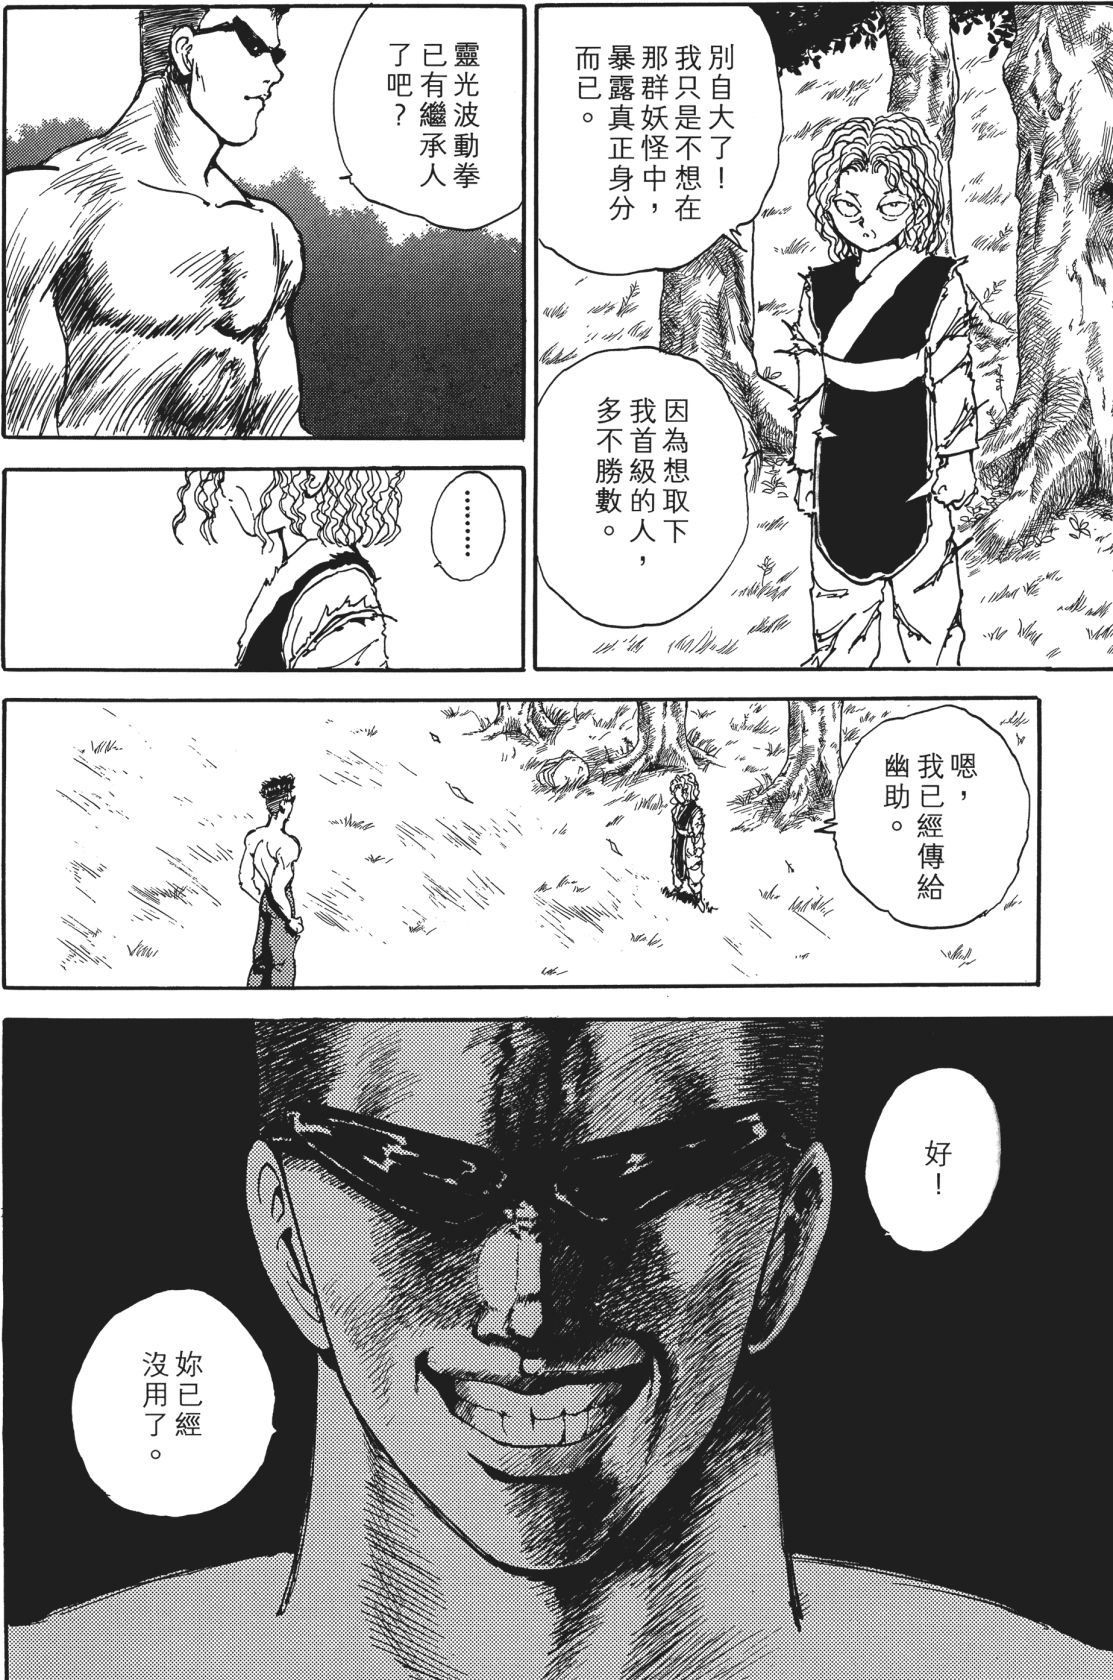 別自大了！
我只是不想在
那群妖怪中，
暴露真正身分
而已。
因為想取下
我首級的人，
多不勝數。
靈光波動拳
已有繼承人
了吧？
………
嗯，
我已經傳給
幽助。
好！
妳已經
沒用了。